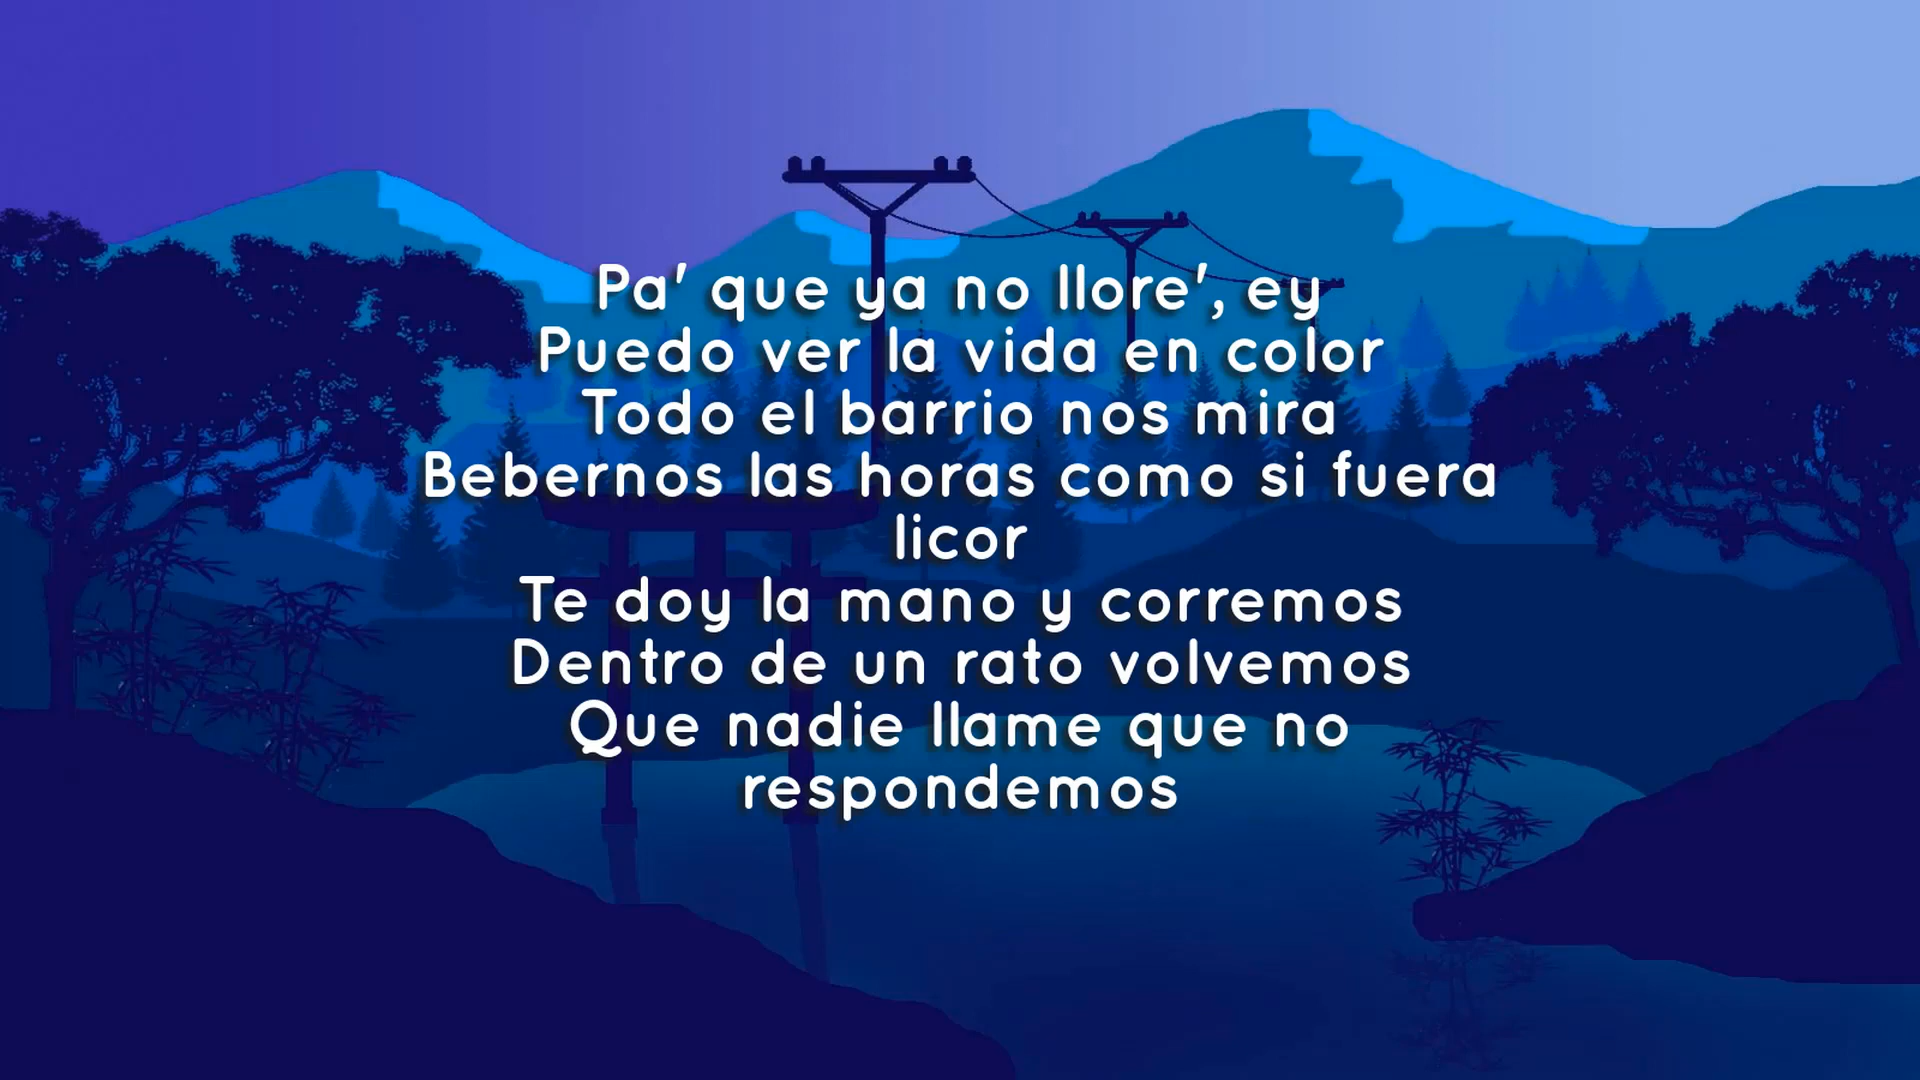 Pa' que ya no llore', ey
Puedo ver la vida en color
Todo el barrio nos mira
Bebernos las horas como si fuera
licor
Te doy la mano y corremos
Dentro de un rato volvemos
Que nadie llame que no
respondemos